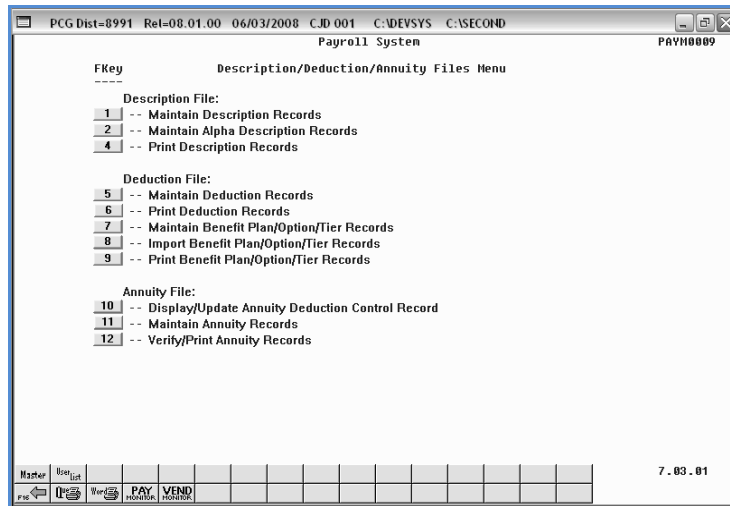 PCG Dist=8991 Rel=08.01.00 06/03/2008 CJD 001 C:\DEVSYS C:\SECOND
Payroll System PAYM0009
FKey Description/Deduction/Annuity Files Menu
----
Description File:
1 -- Maintain Description Records
2 -- Maintain Alpha Description Records
4 -- Print Description Records
Deduction File:
5 -- Maintain Deduction Records
6 -- Print Deduction Records
7 -- Maintain Benefit Plan/Option/Tier Records
8 -- Import Benefit Plan/Option/Tier Records
9 -- Print Benefit Plan/Option/Tier Records
Annuity File:
10 -- Display/Update Annuity Deduction Control Record
11 -- Maintain Annuity Records
12 -- Verify/Print Annuity Records
Master User List 7.03.01
F16 Word PAY MONITOR VEND MONITOR